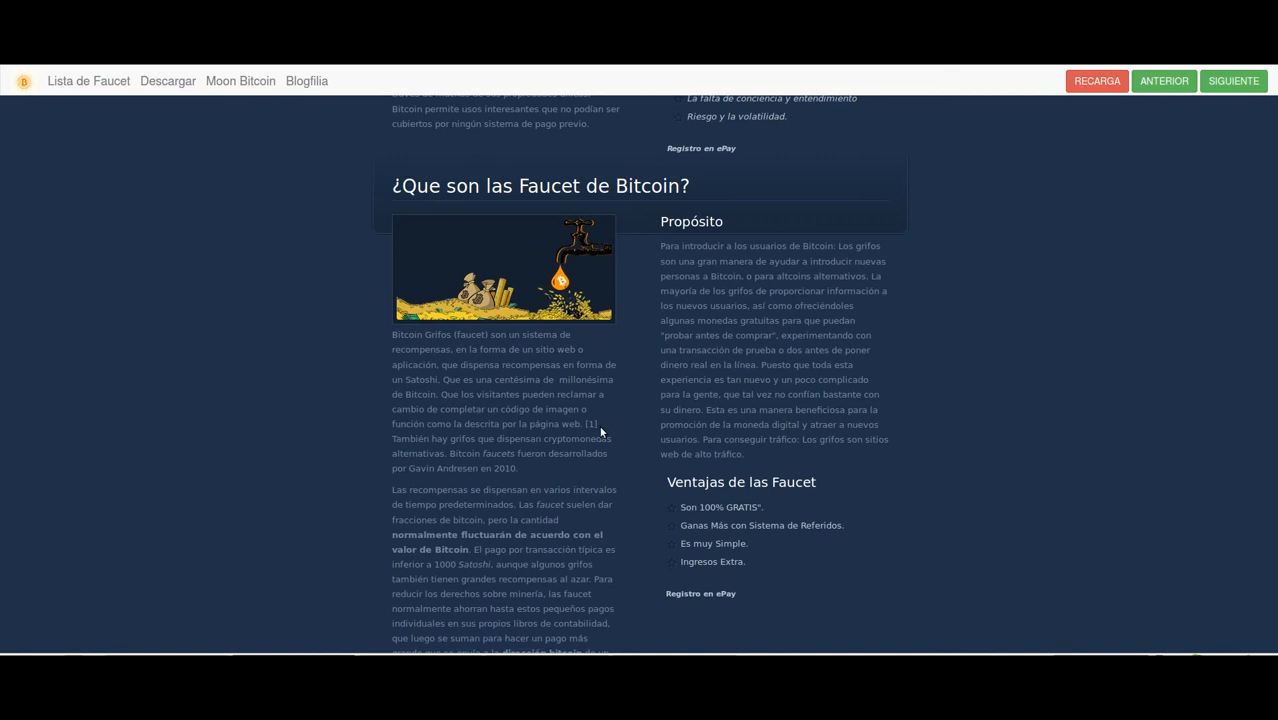 Lista de Faucet Descargar Moon Bitcoin Blogfilia RECARGA ANTERIOR SIGUIENTE
Bitcoin permite usos interesantes que no podían ser
cubiertos por ningún sistema de pago previo.
La falta de conciencia y entendimiento
Riesgo y la volatilidad.
Registro en ePay
¿Que son las Faucet de Bitcoin?
Bitcoin Grifos (faucet) son un sistema de
recompensas, en la forma de un sitio web o
aplicación, que dispensa recompensas en forma de
un Satoshi. Que es una centésima de millonésima
de Bitcoin. Que los visitantes pueden reclamar a
cambio de completar un código de imagen o
función como la descrita por la página web. [1]
También hay grifos que dispensan cryptomonedas
alternativas. Bitcoin faucets fueron desarrollados
por Gavin Andresen en 2010.
Las recompensas se dispensan en varios intervalos
de tiempo predeterminados. Las faucet suelen dar
fracciones de bitcoin, pero la cantidad
normalmente fluctuarán de acuerdo con el
valor de Bitcoin. El pago por transacción típica es
inferior a 1000 Satoshi, aunque algunos grifos
también tienen grandes recompensas al azar. Para
reducir los derechos sobre minería, las faucet
normalmente ahorran hasta estos pequeños pagos
individuales en sus propios libros de contabilidad,
que luego se suman para hacer un pago más
grande que se envía a la dirección bitcoin de un
Propósito
Para introducir a los usuarios de Bitcoin: Los grifos
son una gran manera de ayudar a introducir nuevas
personas a Bitcoin, o para altcoins alternativos. La
mayoría de los grifos de proporcionar información a
los nuevos usuarios, así como ofreciéndoles
algunas monedas gratuitas para que puedan
"probar antes de comprar", experimentando con
una transacción de prueba o dos antes de poner
dinero real en la línea. Puesto que toda esta
experiencia es tan nuevo y un poco complicado
para la gente, que tal vez no confían bastante con
su dinero. Esta es una manera beneficiosa para la
promoción de la moneda digital y atraer a nuevos
usuarios. Para conseguir tráfico: Los grifos son sitios
web de alto tráfico.
Ventajas de las Faucet
Son 100% GRATIS".
Ganas Más con Sistema de Referidos.
Es muy Simple.
Ingresos Extra.
Registro en ePay